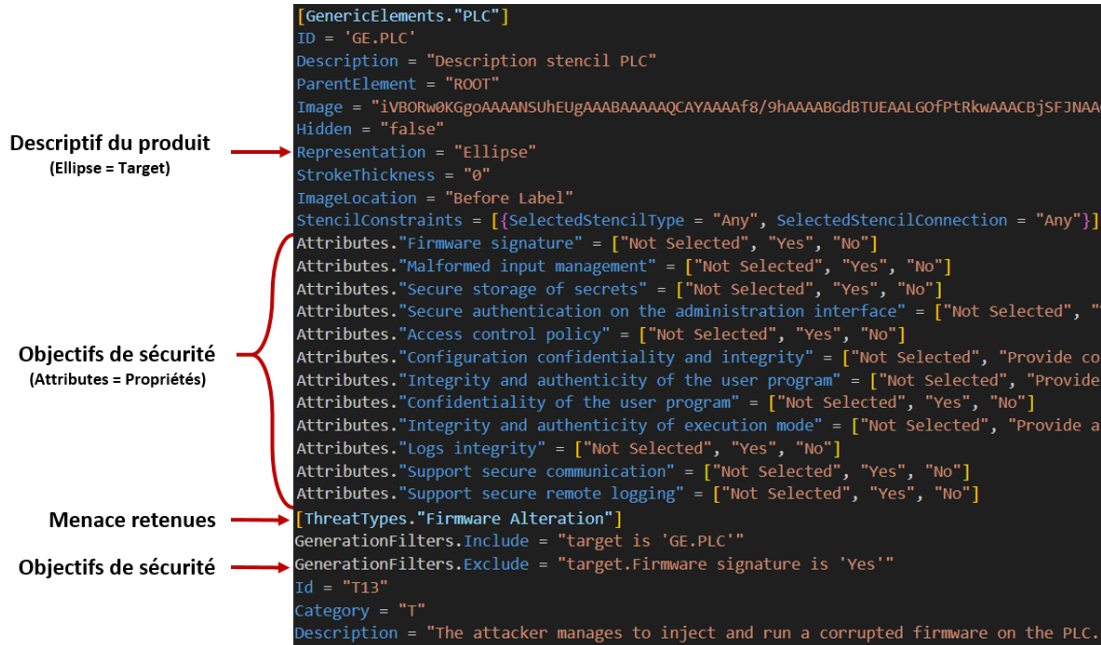 [GenericElements."PLC"]
ID = 'GE.PLC'
Description = "Description stencil PLC"
ParentElement = "ROOT"
Image = "iVBORw0KGgoAAAANSUhEUgAAABAAAAAQCAYAAAAf8/9hAAAABGdBTUEAALGOfPtRkwAAACBjSFJNAA
Hidden = "false"
Descriptif du produit
(Ellipse = Target)
Representation = "Ellipse"
StrokeThickness = "0"
ImageLocation = "Before Label"
StencilConstraints = [{SelectedStencilType = "Any", SelectedStencilConnection = "Any"}]
Objectifs de sécurité
(Attributes = Propriétés)
Attributes."Firmware signature" = ["Not Selected", "Yes", "No"]
Attributes."Malformed input management" = ["Not Selected", "Yes", "No"]
Attributes."Secure storage of secrets" = ["Not Selected", "Yes", "No"]
Attributes."Secure authentication on the administration interface" = ["Not Selected", "
Attributes."Access control policy" = ["Not Selected", "Yes", "No"]
Attributes."Configuration confidentiality and integrity" = ["Not Selected", "Provide co
Attributes."Integrity and authenticity of the user program" = ["Not Selected", "Provide
Attributes."Confidentiality of the user program" = ["Not Selected", "Yes", "No"]
Attributes."Integrity and authenticity of execution mode" = ["Not Selected", "Provide a
Attributes."Logs integrity" = ["Not Selected", "Yes", "No"]
Attributes."Support secure communication" = ["Not Selected", "Yes", "No"]
Attributes."Support secure remote logging" = ["Not Selected", "Yes", "No"]
Menace retenues
[ThreatTypes."Firmware Alteration"]
GenerationFilters.Include = "target is 'GE.PLC'"
Objectifs de sécurité
GenerationFilters.Exclude = "target.Firmware signature is 'Yes'"
Id = "T13"
Category = "T"
Description = "The attacker manages to inject and run a corrupted firmware on the PLC.